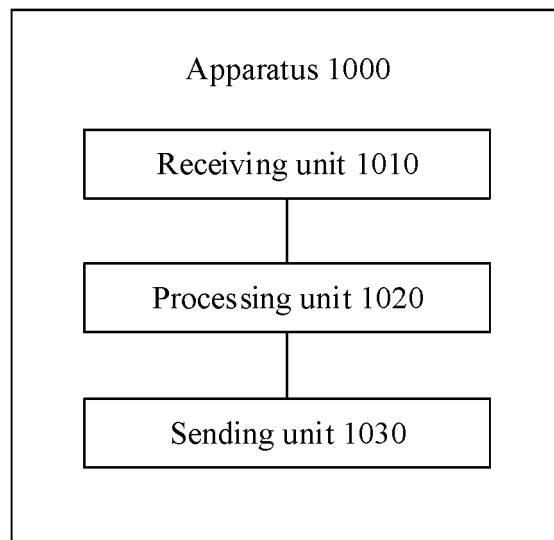 Apparatus 1000
Receiving unit 1010
Processing unit 1020
Sending unit 1030